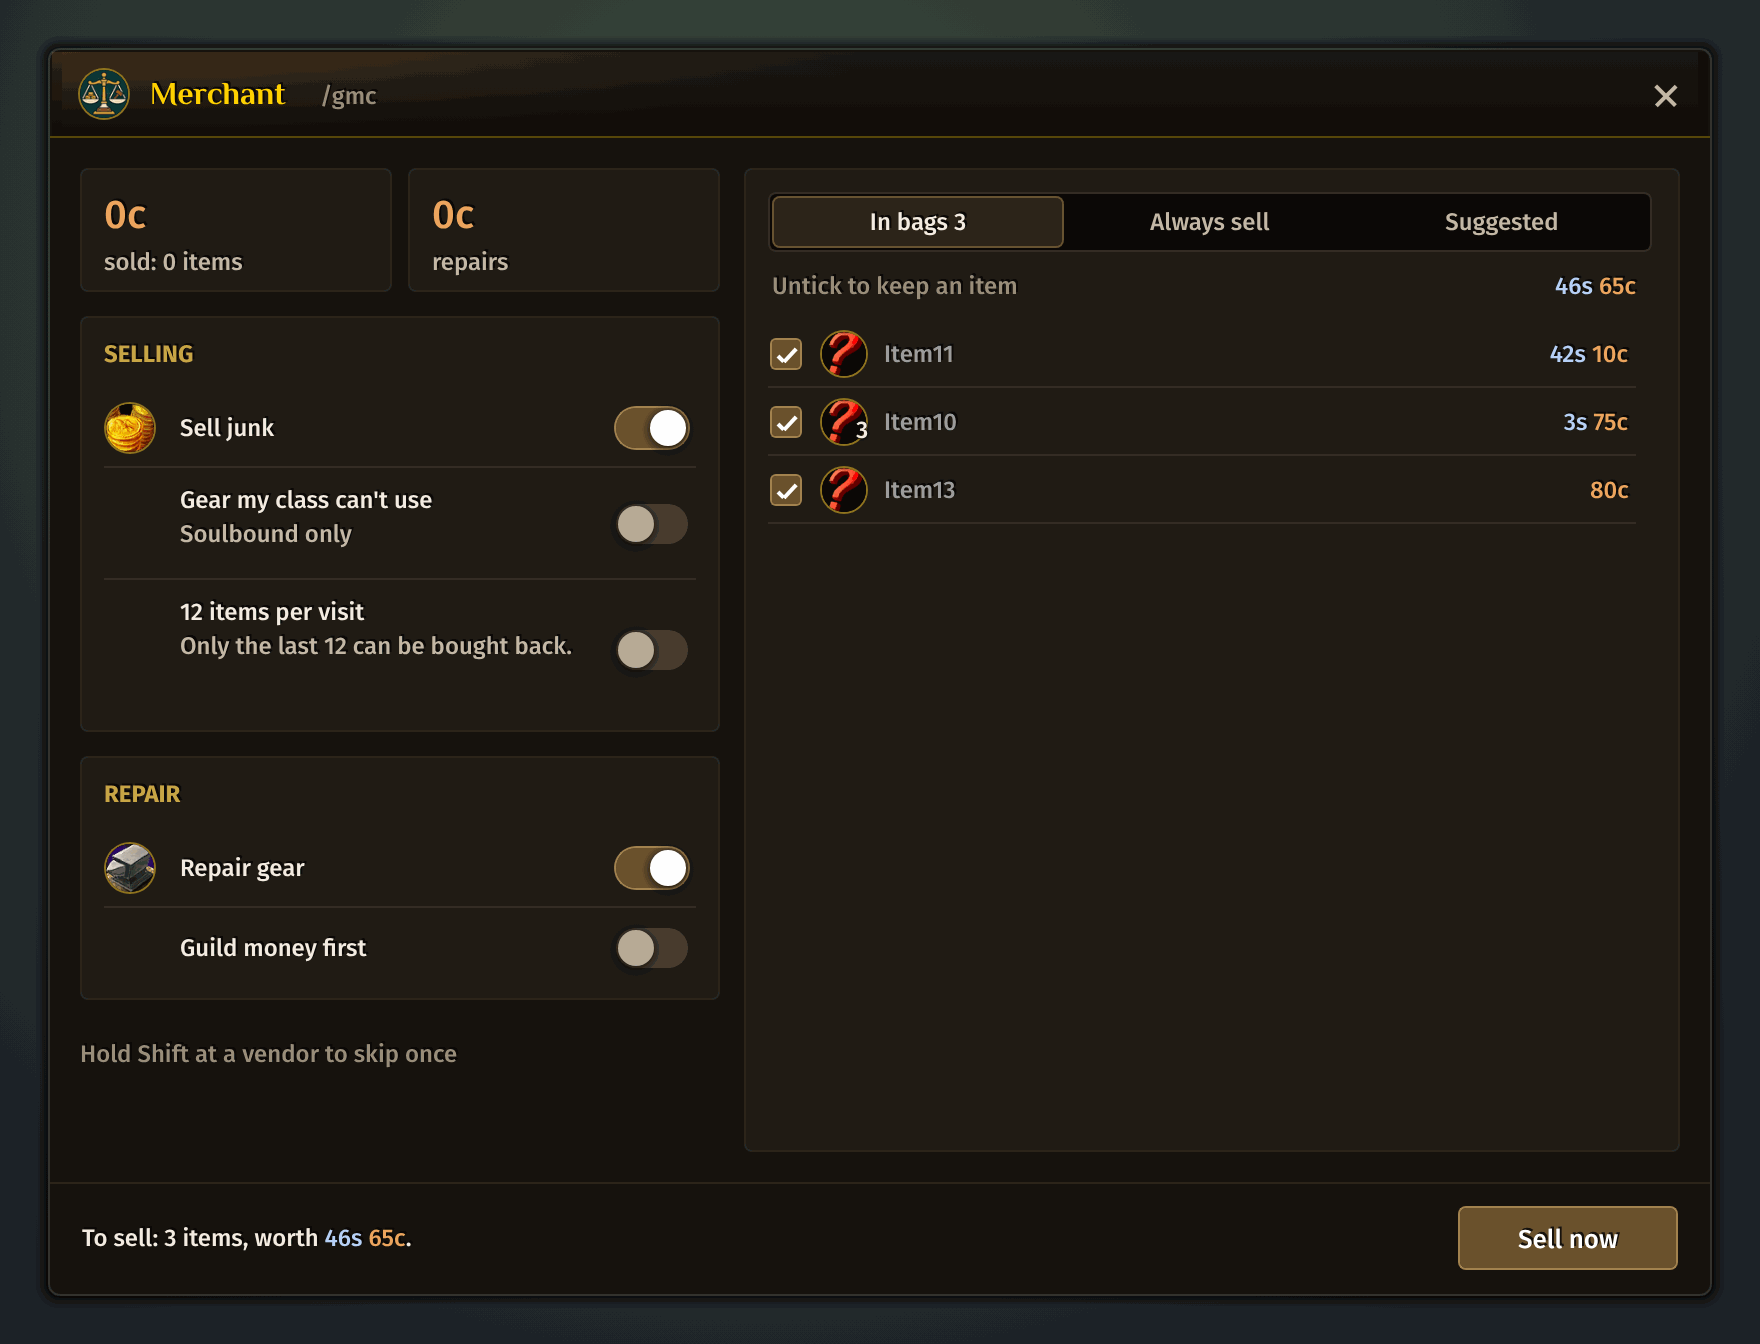 Merchant /gmc
0c
sold: 0 items
0c
repairs
SELLING
Sell junk
Gear my class can't use
Soulbound only
12 items per visit
Only the last 12 can be bought back.
REPAIR
Repair gear
Guild money first
Hold Shift at a vendor to skip once
In bags 3
Always sell
Suggested
Untick to keep an item 46s 65c
Item11 42s 10c
3 Item10 3s 75c
Item13 80c
To sell: 3 items, worth 46s 65c.
Sell now